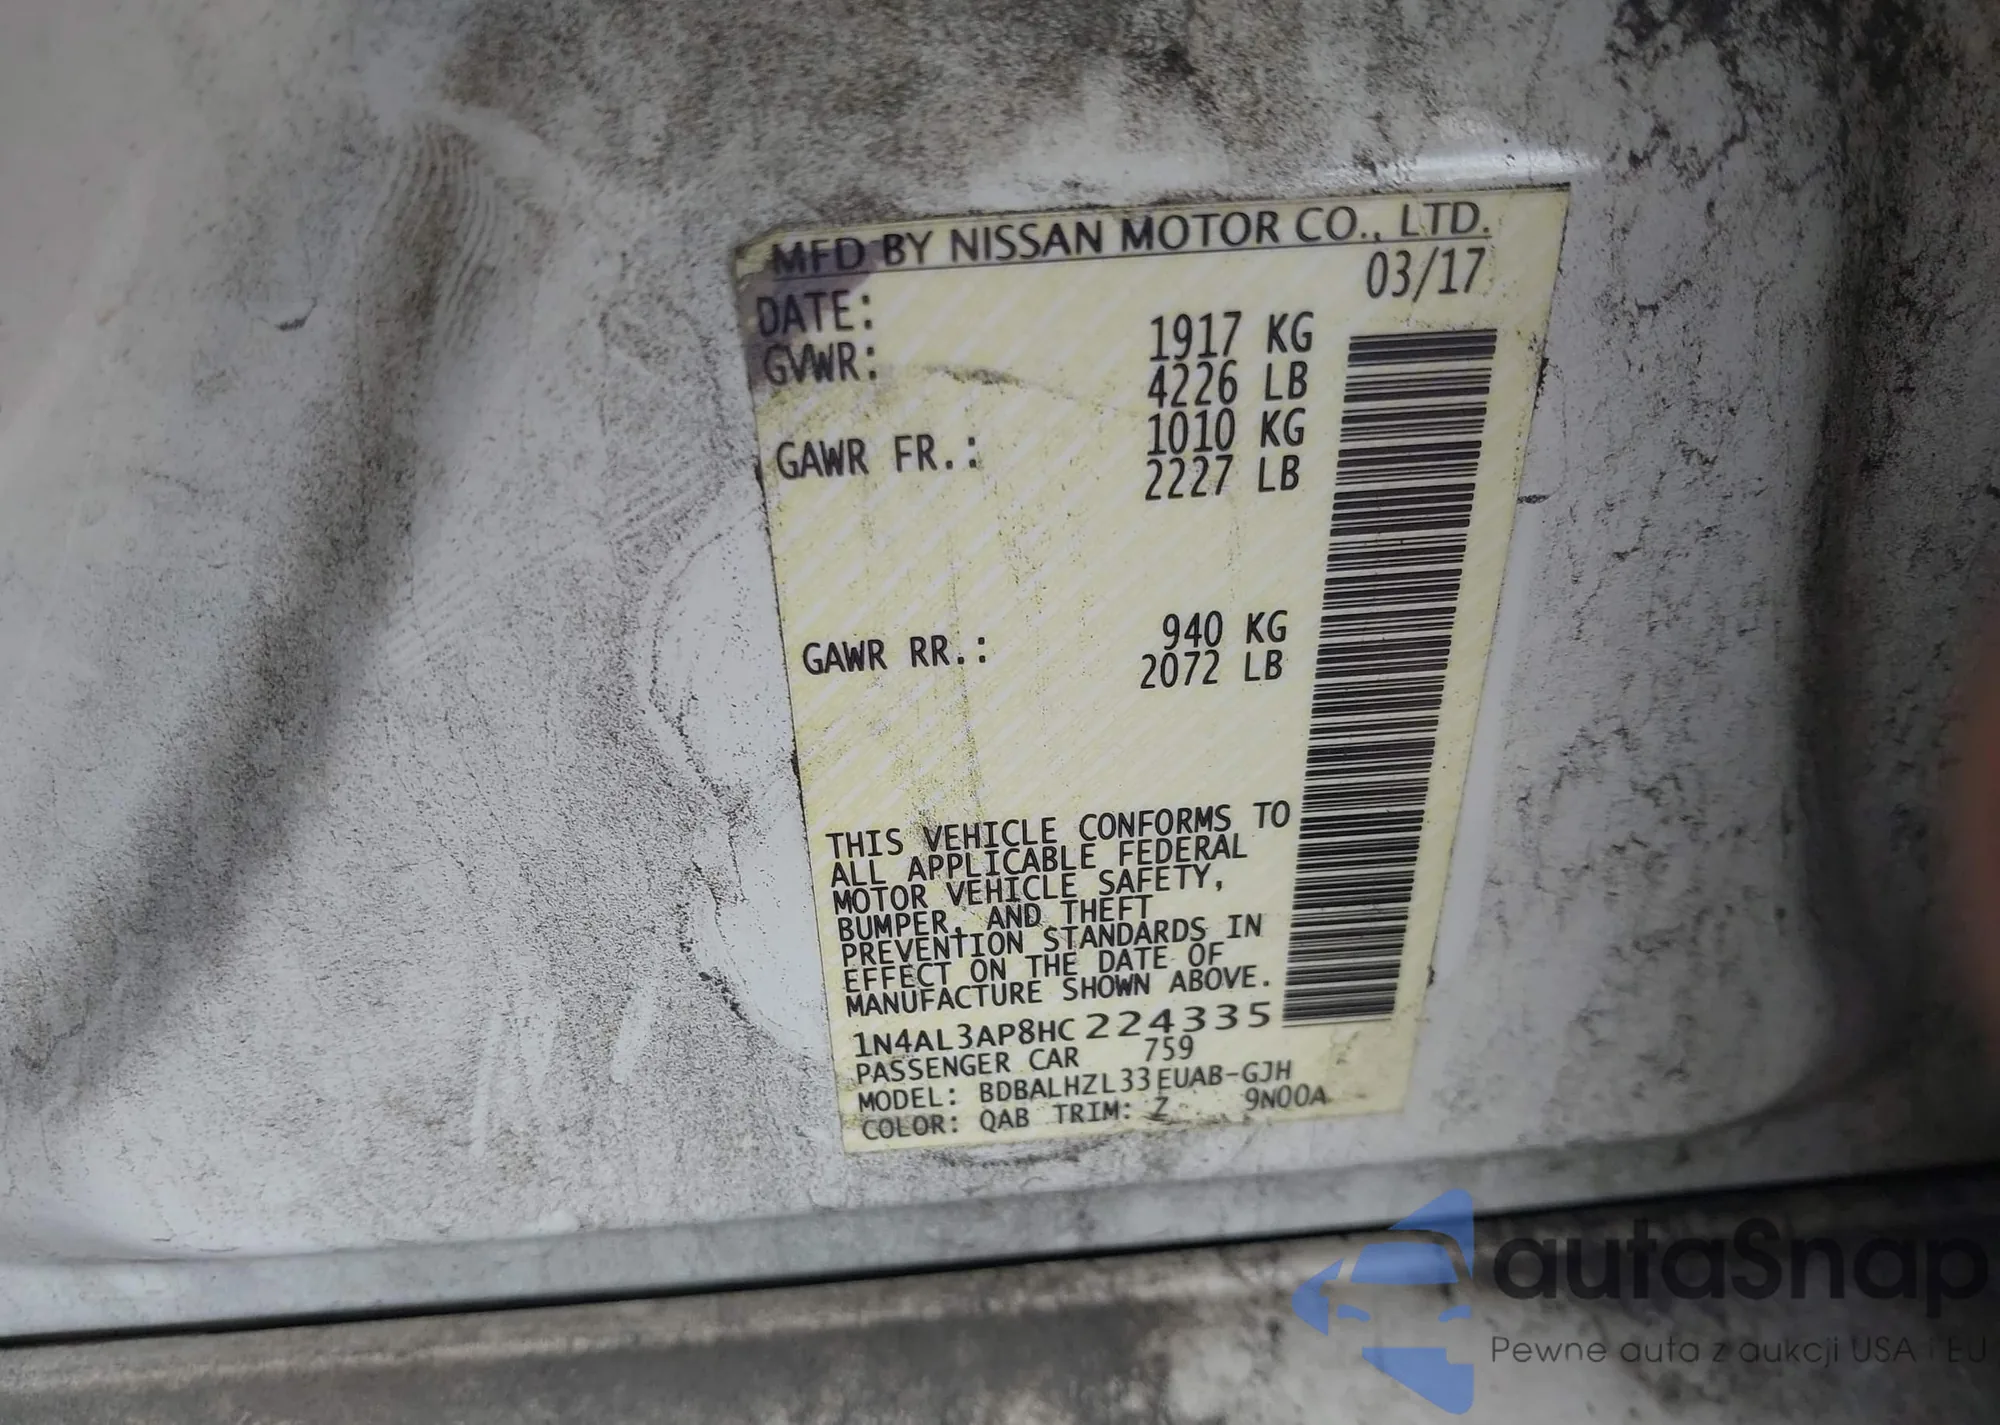 MFD BY NISSAN MOTOR CO., LTD.
DATE: 03/17
GVWR: 1917 KG
4226 LB
GAWR FR.: 1010 KG
2227 LB
GAWR RR.: 940 KG
2072 LB
THIS VEHICLE CONFORMS TO
ALL APPLICABLE FEDERAL
MOTOR VEHICLE SAFETY,
BUMPER, AND THEFT
PREVENTION STANDARDS IN
EFFECT ON THE DATE OF
MANUFACTURE SHOWN ABOVE.
1N4AL3AP8HC224335
PASSENGER CAR 759
MODEL: BDBALHZL33EUAB-GJH
COLOR: QAB TRIM: Z 9N00A
autaSnap
Pewne auta z aukcji USA i EU